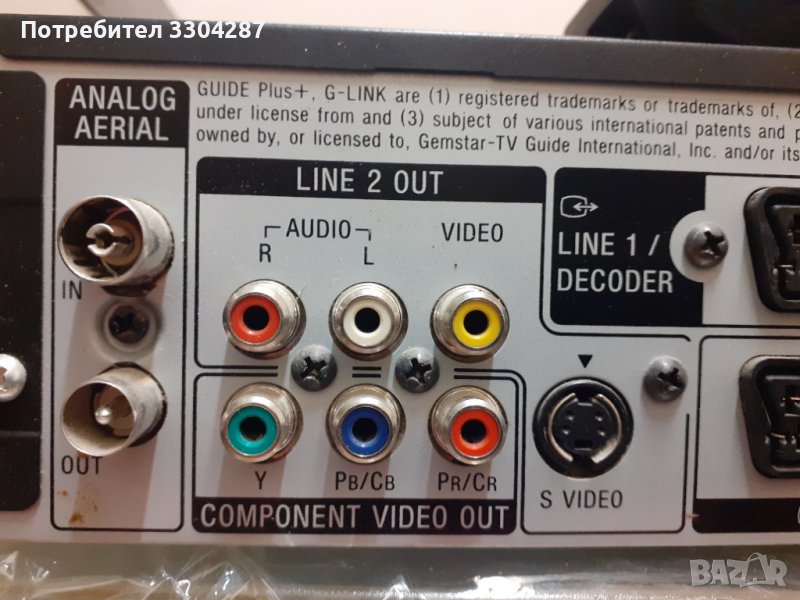 Потребител 3304287
ANALOG
AERIAL
IN
OUT
GUIDE Plus+, G-LINK are (1) registered trademarks or trademarks of, (2
under license from and (3) subject of various international patents and p
owned by, or licensed to, Gemstar-TV Guide International, Inc. and/or its
LINE 2 OUT
AUDIO
R
L
VIDEO
LINE 1 /
DECODER
Y
PB/CB
PR/CR
COMPONENT VIDEO OUT
S VIDEO
BAZAR